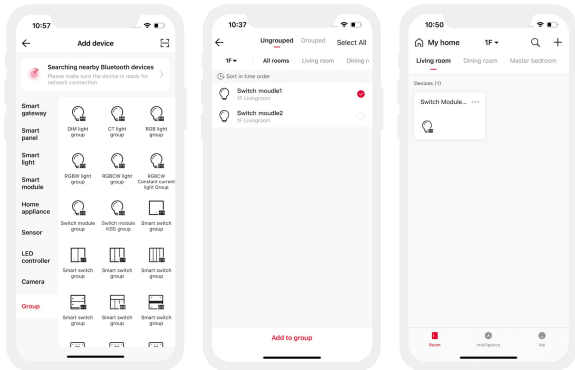 10:57
Add device
Searching nearby Bluetooth devices
Please make sure the device is ready for
network connection
Smart
gateway
Smart
panel
Smart
light
Smart
module
Home
appliance
Sensor
LED
controller
Camera
Group
DIM light
group
CT light
group
RGB light
group
RGBW light
group
RGBCW light
group
RGBCW
Constant current
light Group
Switch module
group
Switch module
KBS group
Smart switch
group
Smart switch
group
Smart switch
group
Smart switch
group
Smart switch
group
Smart switch
group
Smart switch
group
10:37
Ungrouped Grouped Select All
1F All rooms Living room Dining r
Sort in time order
Switch moudle1
1F Livingroom
Switch moudle2
1F Livingroom
Add to group
10:50
My home 1F
Living room Dining room Master bedroom
Devices (1)
Switch Module...
Room Intelligence Me